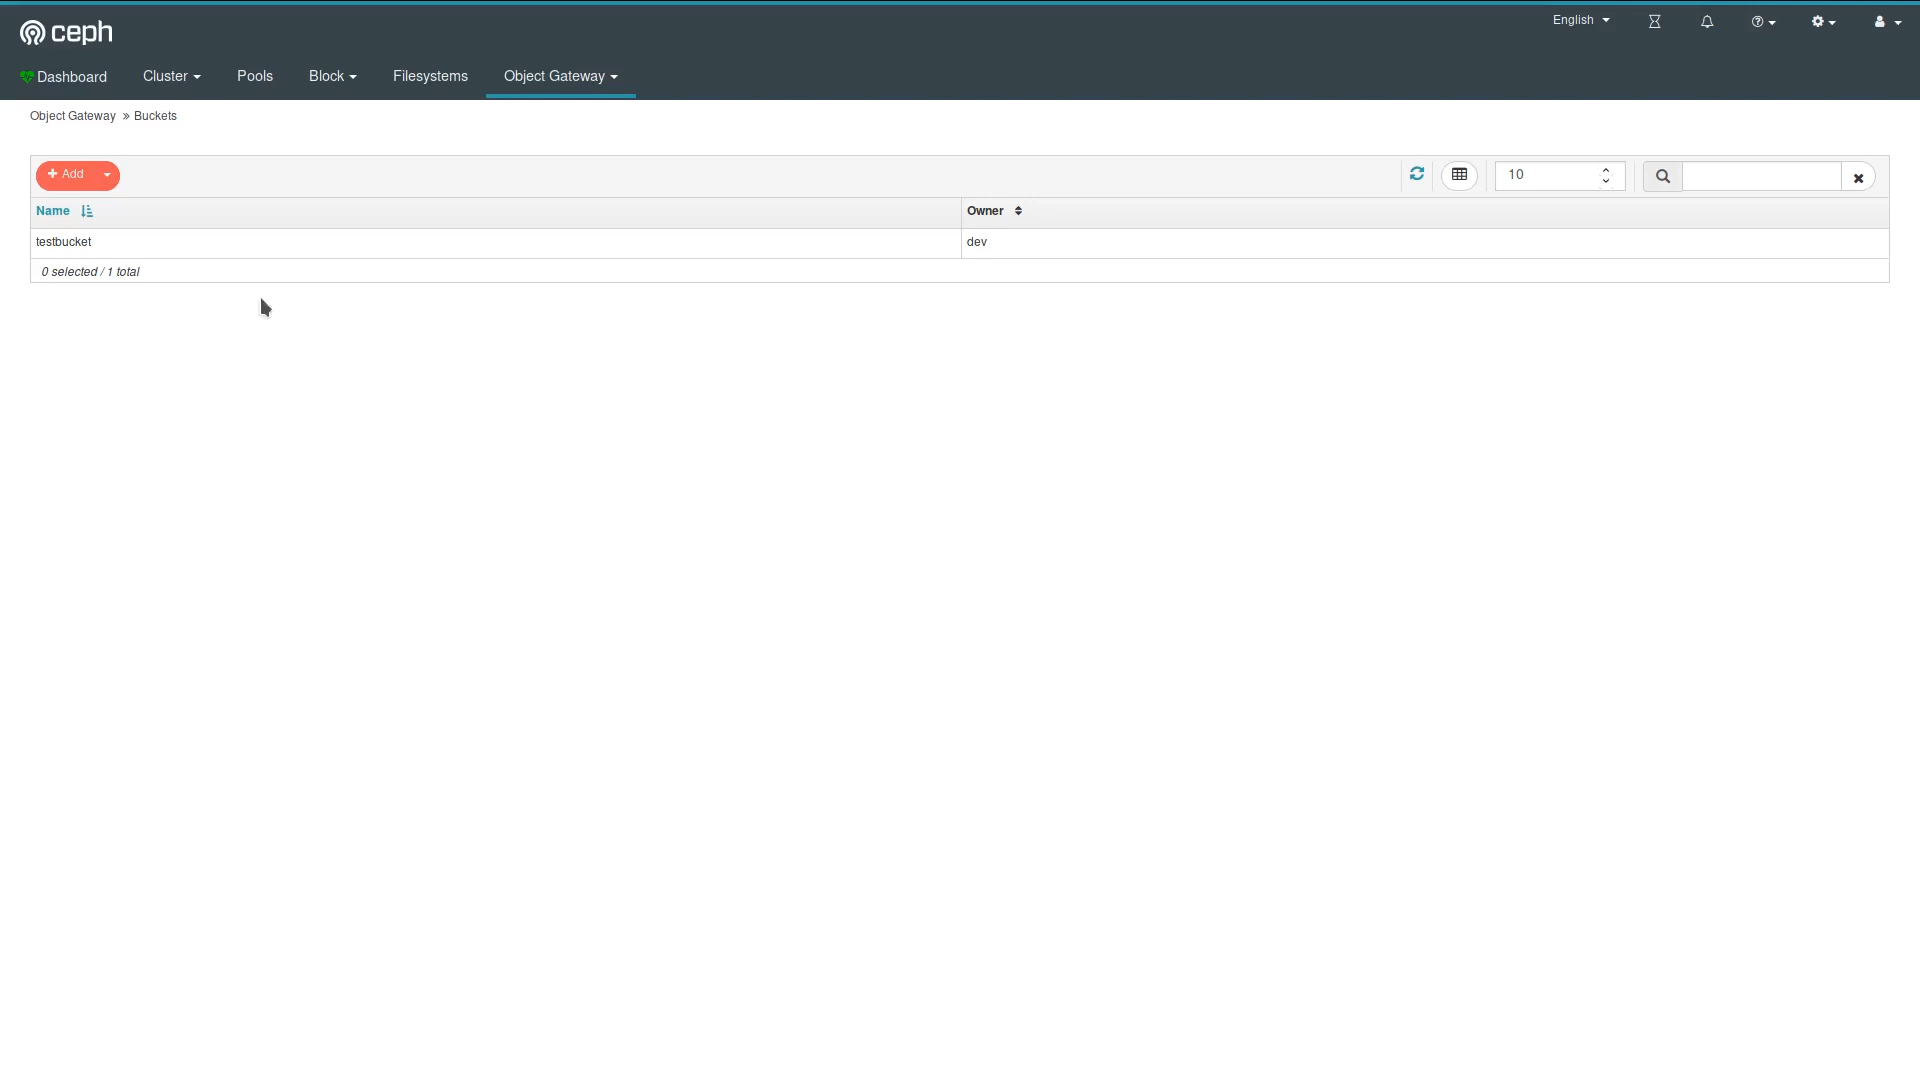 ceph
English
Dashboard Cluster Pools Block Filesystems Object Gateway
Object Gateway » Buckets
Add
10
Name Owner
testbucket dev
0 selected / 1 total